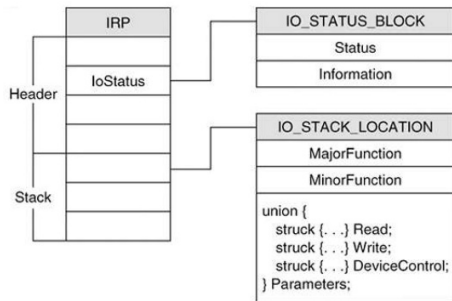 IRP
IoStatus
Header
Stack
IO_STATUS_BLOCK
Status
Information
IO_STACK_LOCATION
MajorFunction
MinorFunction
union {
struck {. . .} Read;
struck {. . .} Write;
struck {. . .} DeviceControl;
} Parameters;